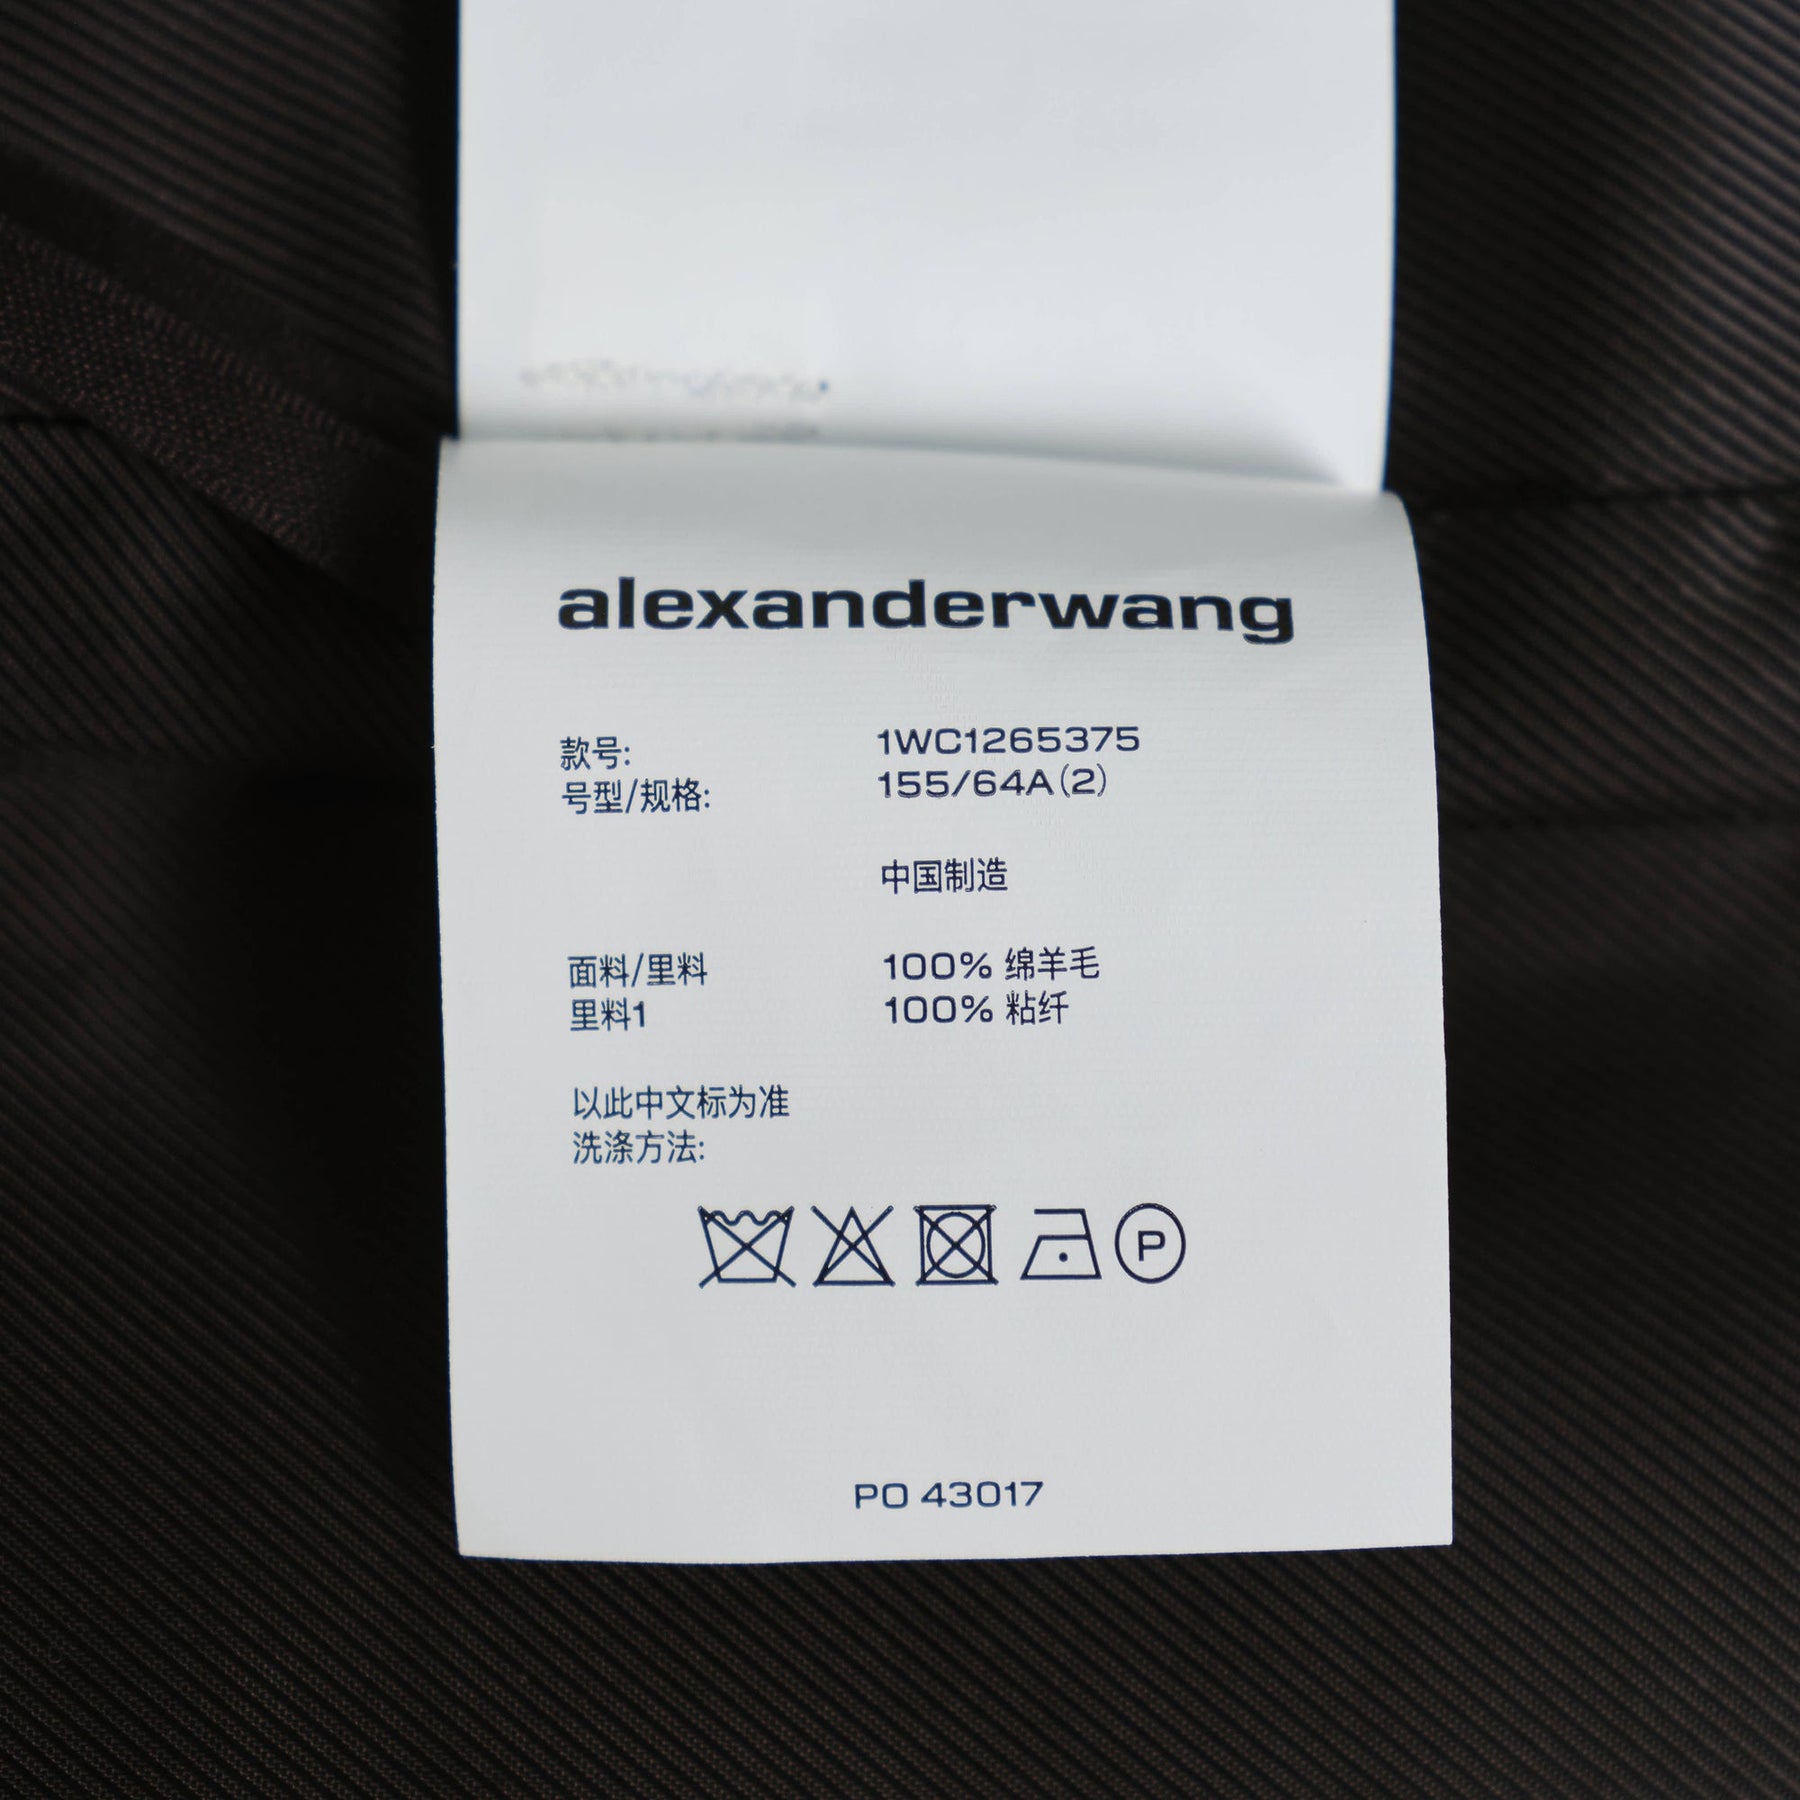 alexanderwang
款号: 1WC1265375
号型/规格: 155/64A(2)
中国制造
面料/里料 100% 绵羊毛
里料1 100% 粘纤
以此中文标为准
洗涤方法:
P
PO 43017